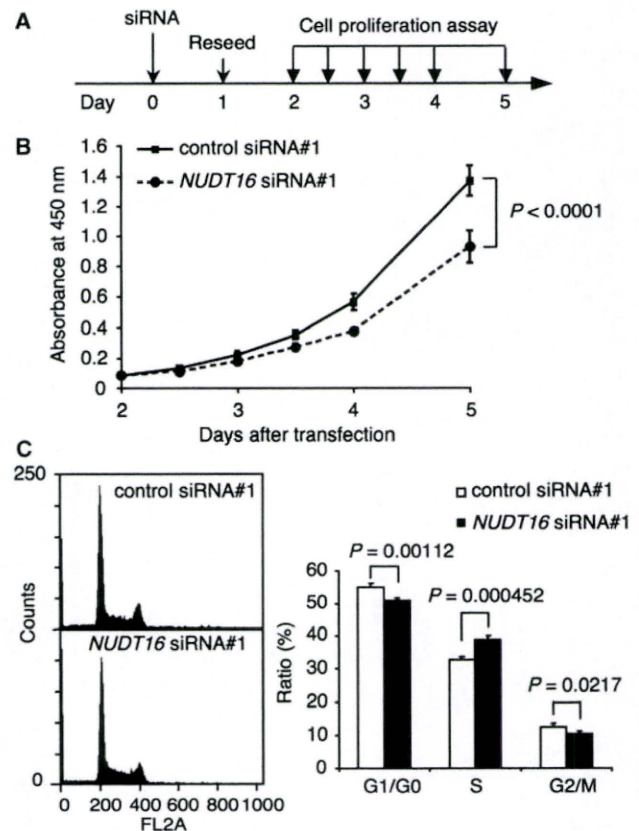 A
siRNA
Reseed
Cell proliferation assay
Day 0 1 2 3 4 5
B
control siRNA#1
NUDT16 siRNA#1
1.6
1.4
1.2
1.0
0.8
0.6
0.4
0.2
0
Absorbance at 450 nm
P < 0.0001
2 3 4 5
Days after transfection
C
250
control siRNA#1
Counts
NUDT16 siRNA#1
0
0 200 400 600 800 1000
FL2A
control siRNA#1
NUDT16 siRNA#1
P = 0.00112
P = 0.000452
P = 0.0217
60
50
40
30
20
10
0
Ratio (%)
G1/G0 S G2/M